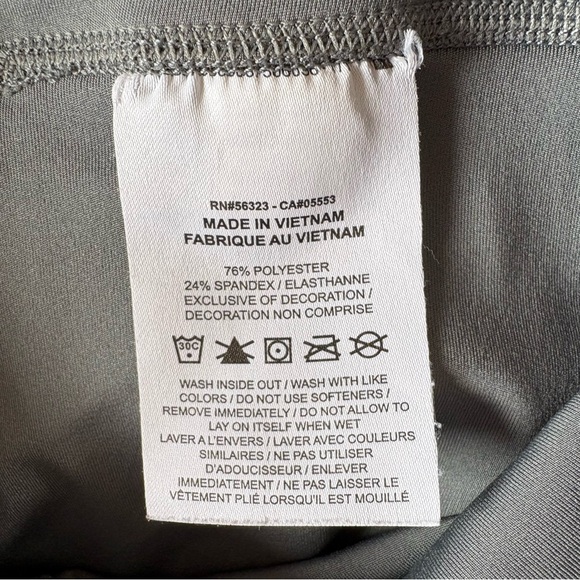 RN#56323 - CA#05553
MADE IN VIETNAM
FABRIQUE AU VIETNAM
76% POLYESTER
24% SPANDEX / ELASTHANNE
EXCLUSIVE OF DECORATION /
DECORATION NON COMPRISE
30C
WASH INSIDE OUT / WASH WITH LIKE
COLORS / DO NOT USE SOFTENERS /
REMOVE IMMEDIATELY / DO NOT ALLOW TO
LAY ON ITSELF WHEN WET
LAVER A L'ENVERS / LAVER AVEC COULEURS
SIMILAIRES / NE PAS UTILISER
D'ADOUCISSEUR / ENLEVER
IMMEDIATEMENT / NE PAS LAISSER LE
VÊTEMENT PLIÉ LORSQU'IL EST MOUILLÉ